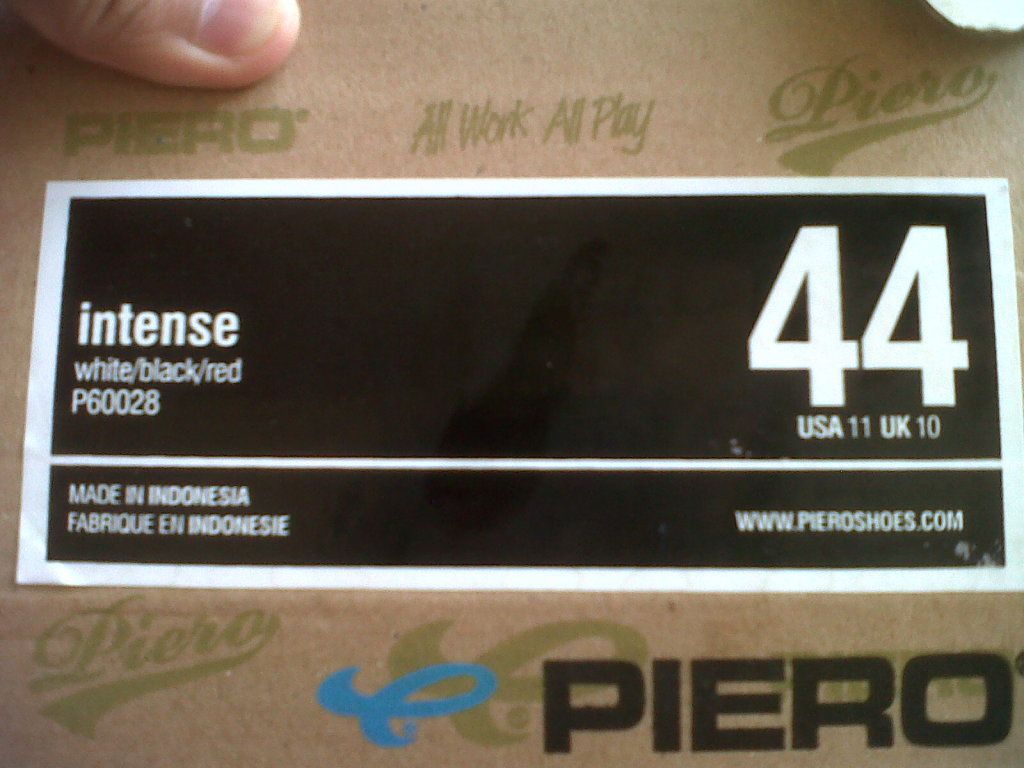 PIERO
All Work All Play
Piero
intense
white/black/red
P60028
44
USA 11 UK 10
MADE IN INDONESIA
FABRIQUE EN INDONESIE
WWW.PIEROSHOES.COM
Piero
PIERO